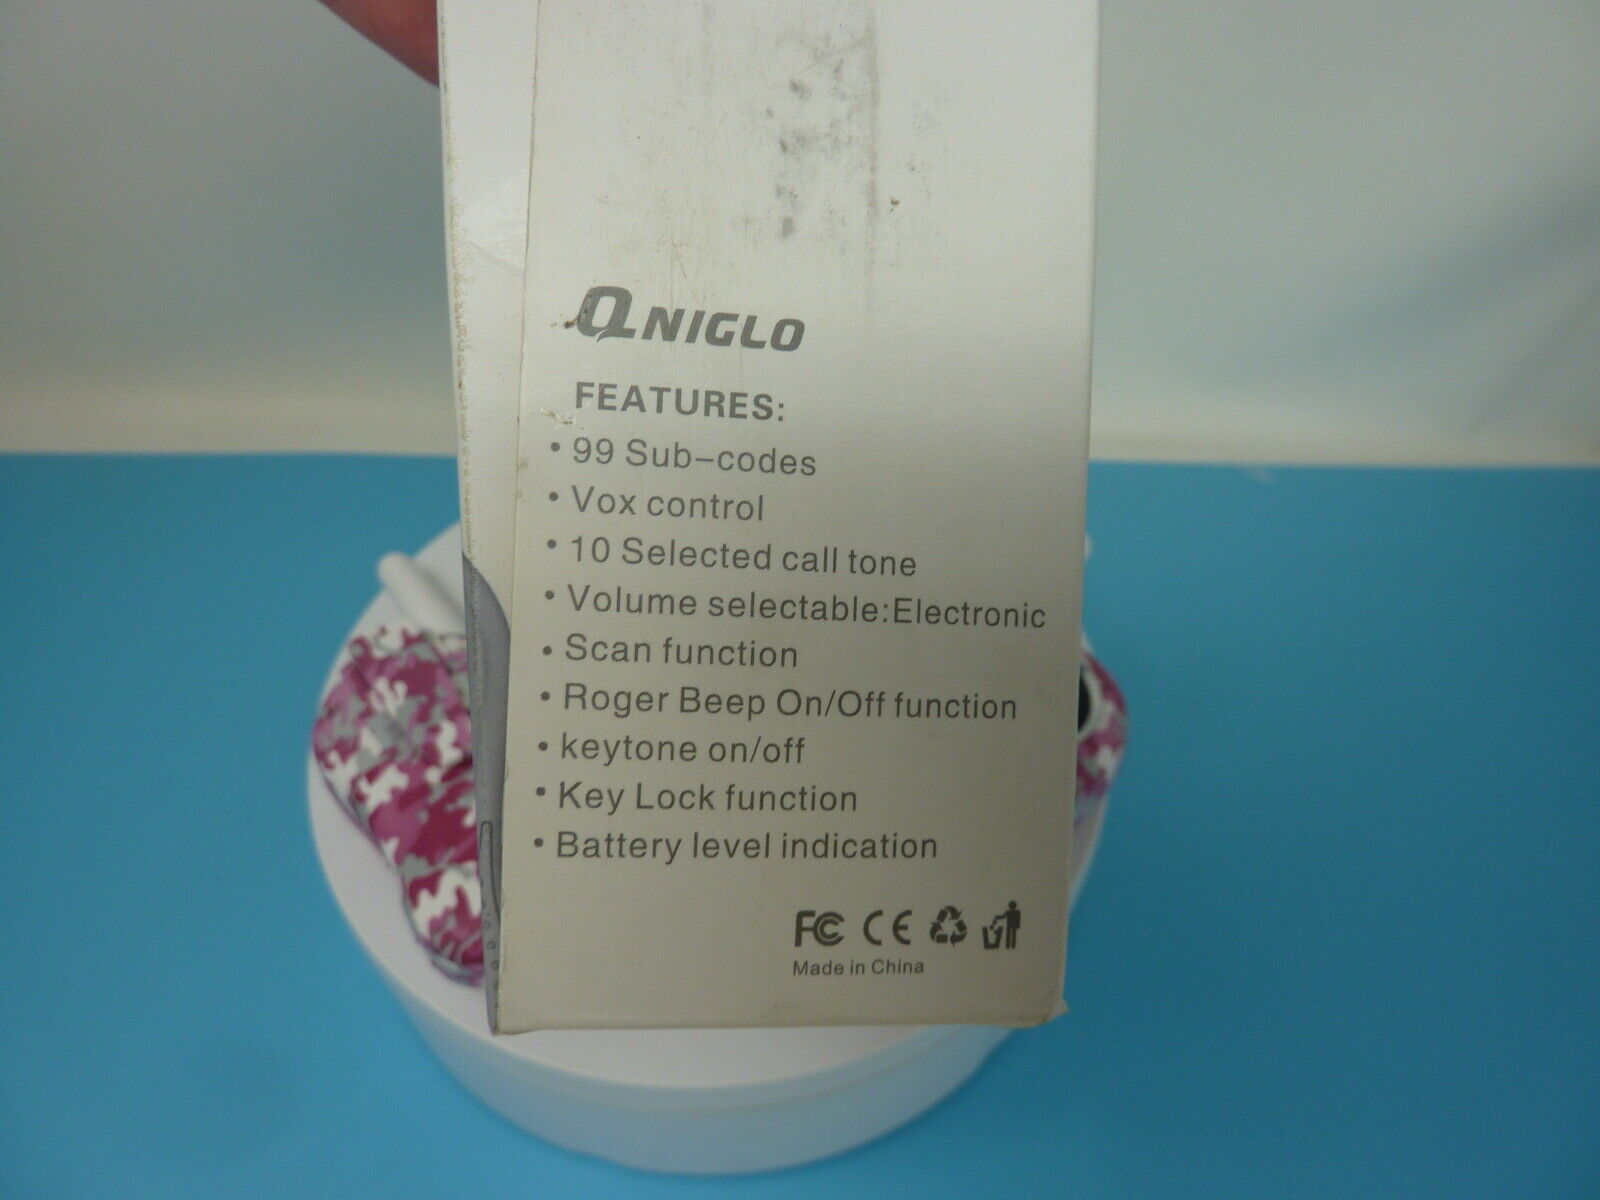 QNIGLO
FEATURES:
• 99 Sub-codes
• Vox control
• 10 Selected call tone
• Volume selectable:Electronic
• Scan function
• Roger Beep On/Off function
• keytone on/off
• Key Lock function
• Battery level indication
FC CE
Made in China